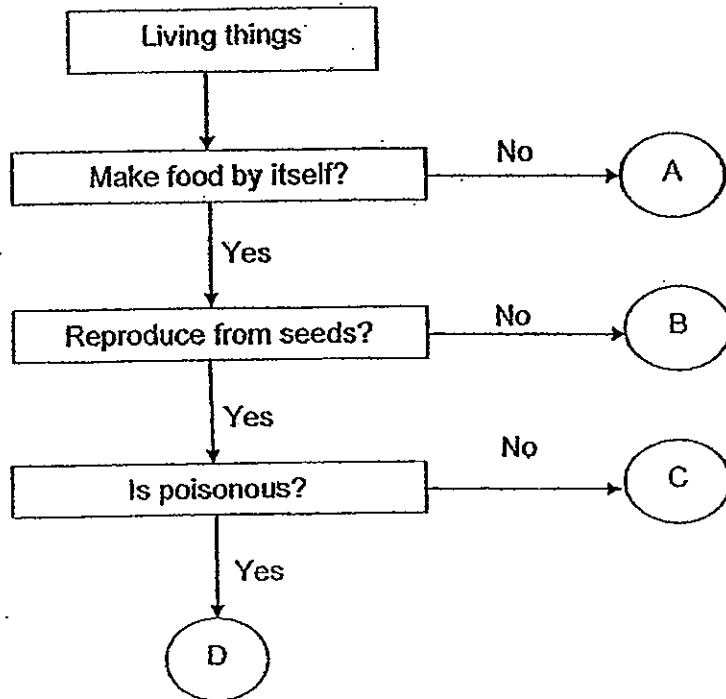 Living things
Make food by itself?
No
A
Yes
Reproduce from seeds?
No
B
Yes
Is poisonous?
No
C
Yes
D